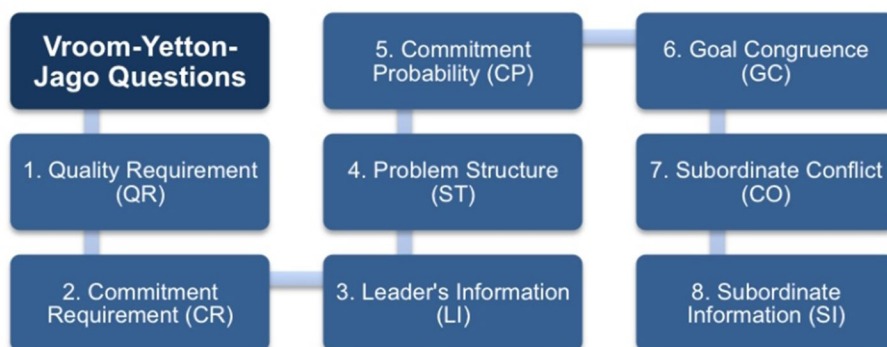 Vroom-Yetton-
Jago Questions
1. Quality Requirement
(QR)
2. Commitment
Requirement (CR)
3. Leader's Information
(LI)
4. Problem Structure
(ST)
5. Commitment
Probability (CP)
6. Goal Congruence
(GC)
7. Subordinate Conflict
(CO)
8. Subordinate
Information (SI)